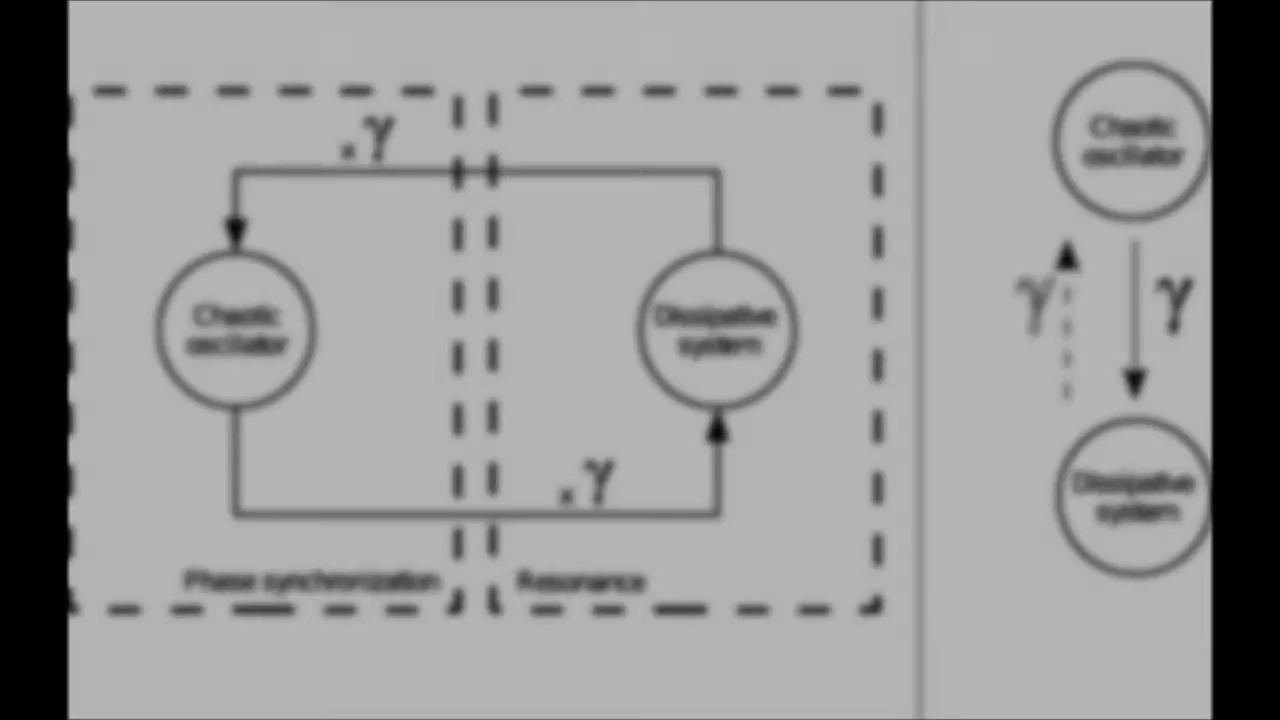 × γ
Chaotic
oscillator
Dissipative
system
× γ
Phase synchronization
Resonance
Chaotic
oscillator
γ
γ
Dissipative
system